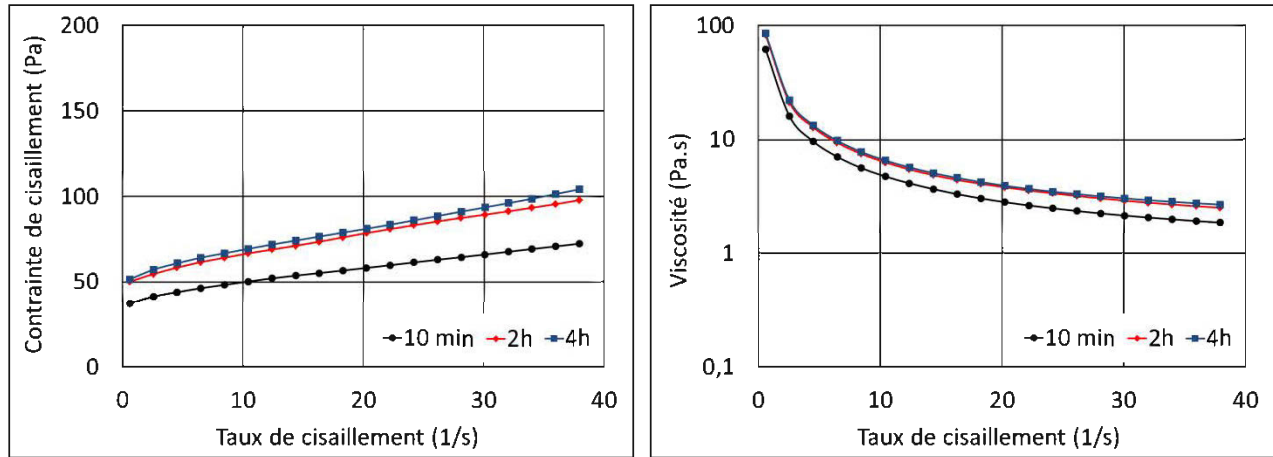 Contrainte de cisaillement (Pa)
200
150
100
50
0
10 min 2h 4h
0 10 20 30 40
Taux de cisaillement (1/s)
Viscosité (Pa.s)
100
10
1
0,1
10 min 2h 4h
0 10 20 30 40
Taux de cisaillement (1/s)